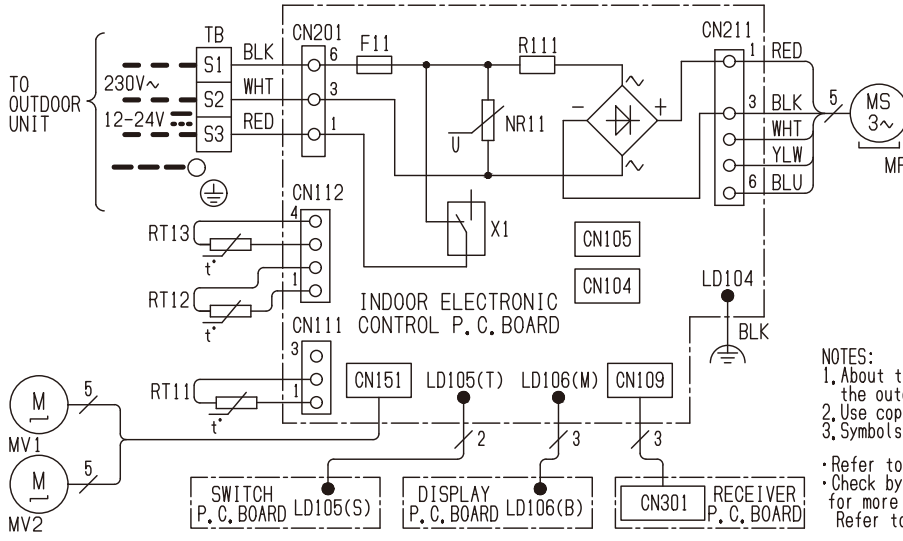 TO
OUTDOOR
UNIT
230V~
12-24V
TB
S1
S2
S3
BLK
WHT
RED
CN201
6
3
1
F11
R111
NR11
U
~
~
-
+
X1
CN211
1
3
6
RED
BLK
WHT
YLW
BLU
5
MS
3~
CN112
4
1
RT13
t°
RT12
t°
CN105
CN104
INDOOR ELECTRONIC
CONTROL P.C.BOARD
LD104
BLK
CN111
3
1
RT11
t°
CN151
LD105(T)
LD106(M)
CN109
2
3
3
M
5
MV1
M
5
MV2
SWITCH
P.C.BOARD
LD105(S)
DISPLAY
P.C.BOARD
LD106(B)
CN301
RECEIVER
P.C.BOARD
NOTES:
1.About
the
2.Use
3.Symbols
・Refer to
・Check by
for more
Refer to